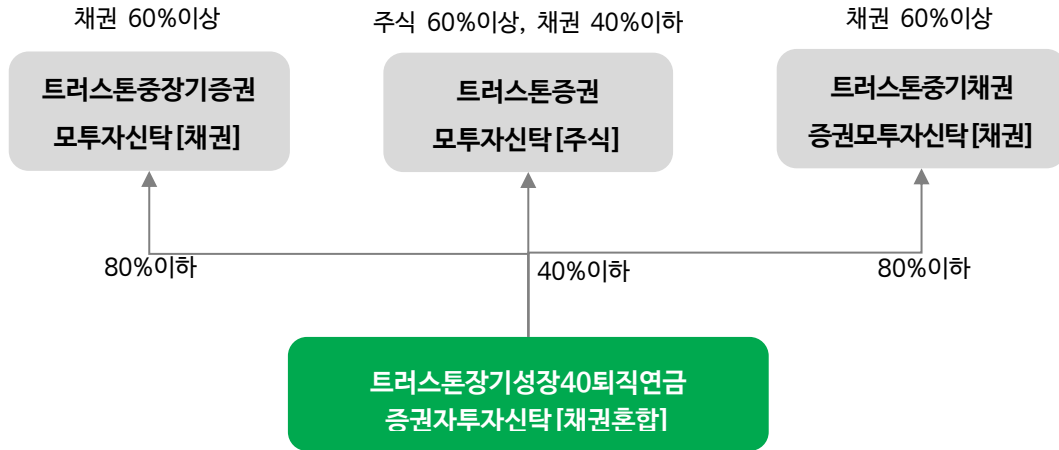 채권 60%이상
주식 60%이상, 채권 40%이하
채권 60%이상
트러스톤중장기증권
모투자신탁[채권]
트러스톤증권
모투자신탁[주식]
트러스톤중기채권
증권모투자신탁[채권]
80%이하
40%이하
80%이하
트러스톤장기성장40퇴직연금
증권자투자신탁[채권혼합]